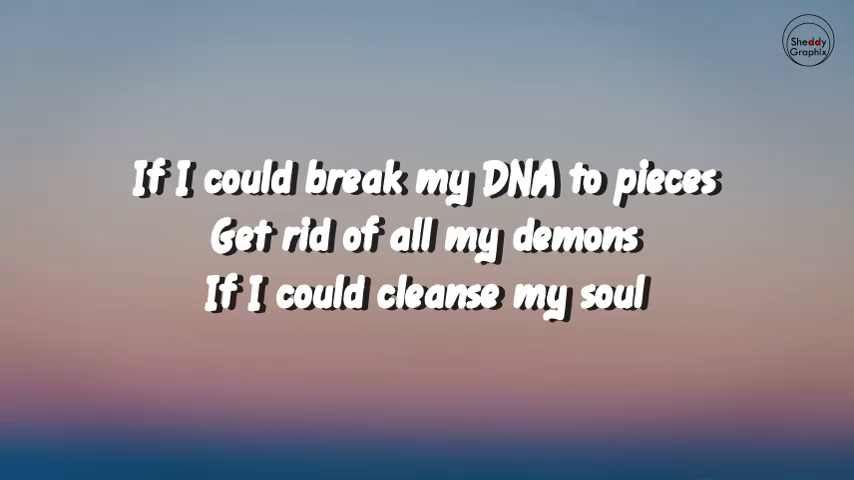 Sheddy
Graphix
If I could break my DNA to pieces
Get rid of all my demons
If I could cleanse my soul